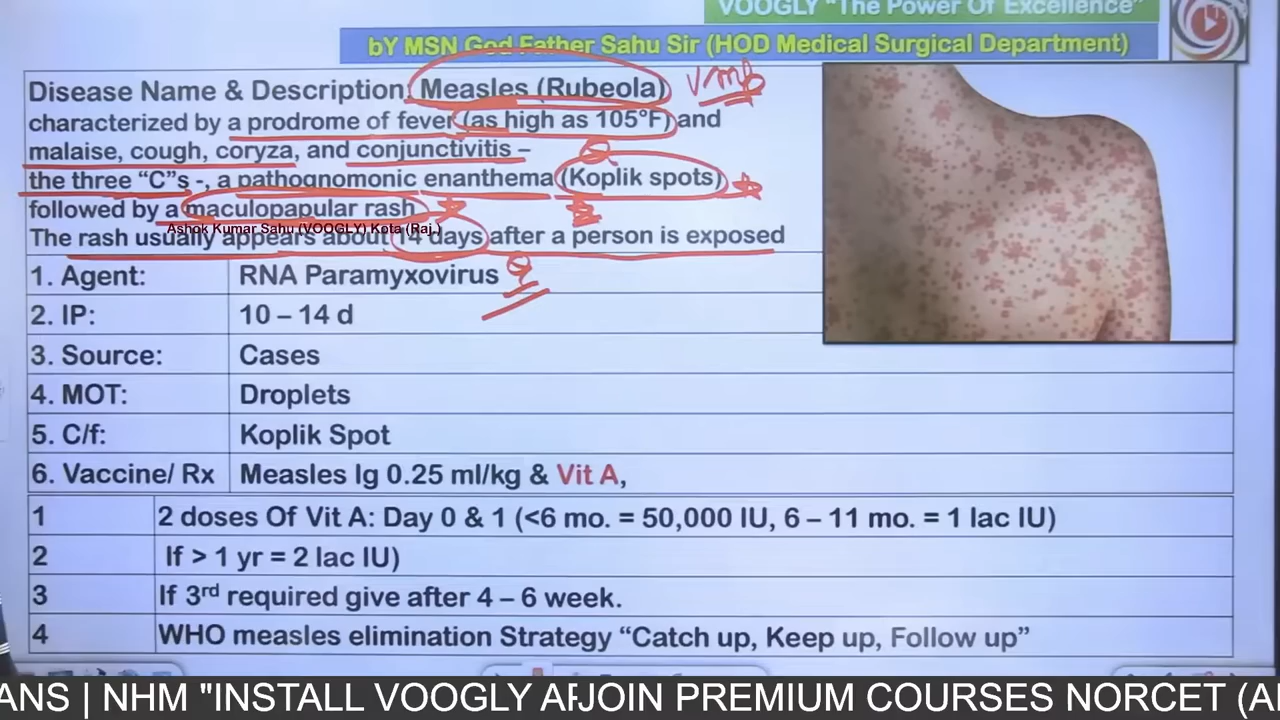 VOOGLY "The Power Of Excellence"
bY MSN God Father Sahu Sir (HOD Medical Surgical Department)
Disease Name & Description: Measles (Rubeola) vmp
characterized by a prodrome of fever (as high as 105°F) and
malaise, cough, coryza, and conjunctivitis –
the three “C”s -, a pathognomonic enanthema (Koplik spots)
followed by a maculopapular rash
Ashok Kumar Sahu (VOOGLY) Kota (Raj.)
The rash usually appears about 14 days after a person is exposed
1. Agent: RNA Paramyxovirus
2. IP: 10 – 14 d
3. Source: Cases
4. MOT: Droplets
5. C/f: Koplik Spot
6. Vaccine/ Rx Measles Ig 0.25 ml/kg & Vit A,
1 2 doses Of Vit A: Day 0 & 1 (<6 mo. = 50,000 IU, 6 – 11 mo. = 1 lac IU)
2 If > 1 yr = 2 lac IU)
3 If 3rd required give after 4 – 6 week.
4 WHO measles elimination Strategy “Catch up, Keep up, Follow up”
ANS | NHM "INSTALL VOOGLY JOIN PREMIUM COURSES NORCET